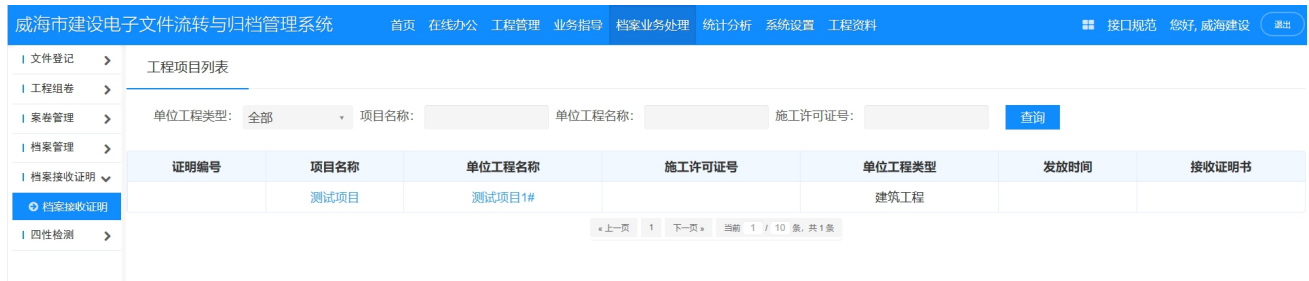 威海市建设电子文件流转与归档管理系统 首页 在线办公 工程管理 业务指导 档案业务处理 统计分析 系统设置 工程资料 接口规范 您好, 威海建设 退出
文件登记
工程组卷
案卷管理
档案管理
档案接收证明
档案接收证明
四性检测
工程项目列表
单位工程类型: 全部 项目名称: 单位工程名称: 施工许可证号: 查询
证明编号 项目名称 单位工程名称 施工许可证号 单位工程类型 发放时间 接收证明书
测试项目 测试项目1# 建筑工程
« 上一页 1 下一页 » 当前 1 / 10 条, 共 1 条